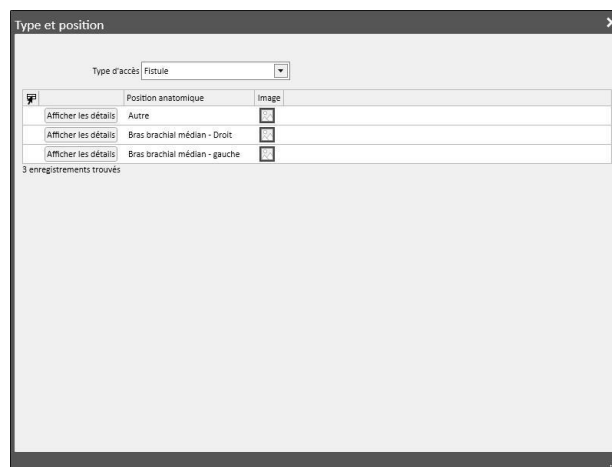 Type et position
Type d'accès Fistule
Position anatomique Image
Afficher les détails Autre
Afficher les détails Bras brachial médian - Droit
Afficher les détails Bras brachial médian - gauche
3 enregistrements trouvés